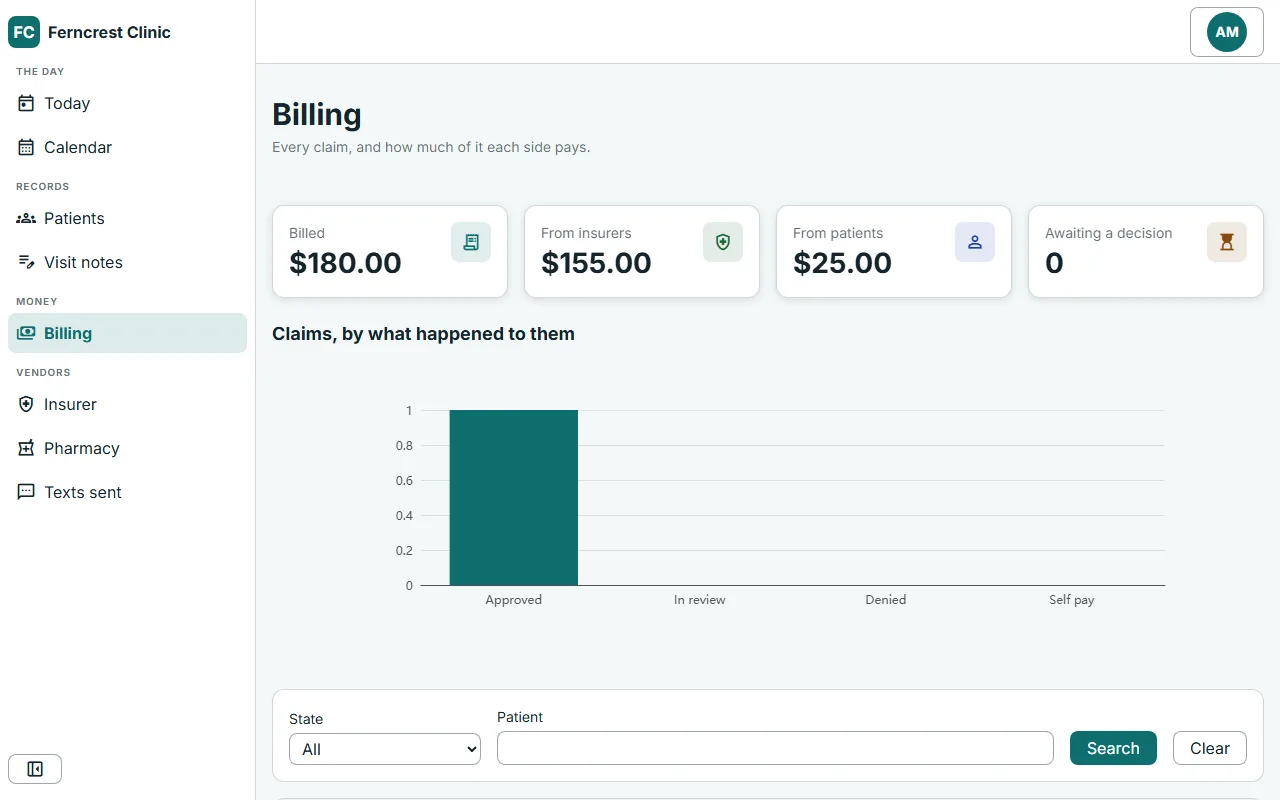 FC Ferncrest Clinic
AM
THE DAY
Today
Calendar
RECORDS
Patients
Visit notes
MONEY
Billing
VENDORS
Insurer
Pharmacy
Texts sent
Billing
Every claim, and how much of it each side pays.
Billed
$180.00
From insurers
$155.00
From patients
$25.00
Awaiting a decision
0
Claims, by what happened to them
1
0.8
0.6
0.4
0.2
0
Approved In review Denied Self pay
State
All
Patient
Search
Clear